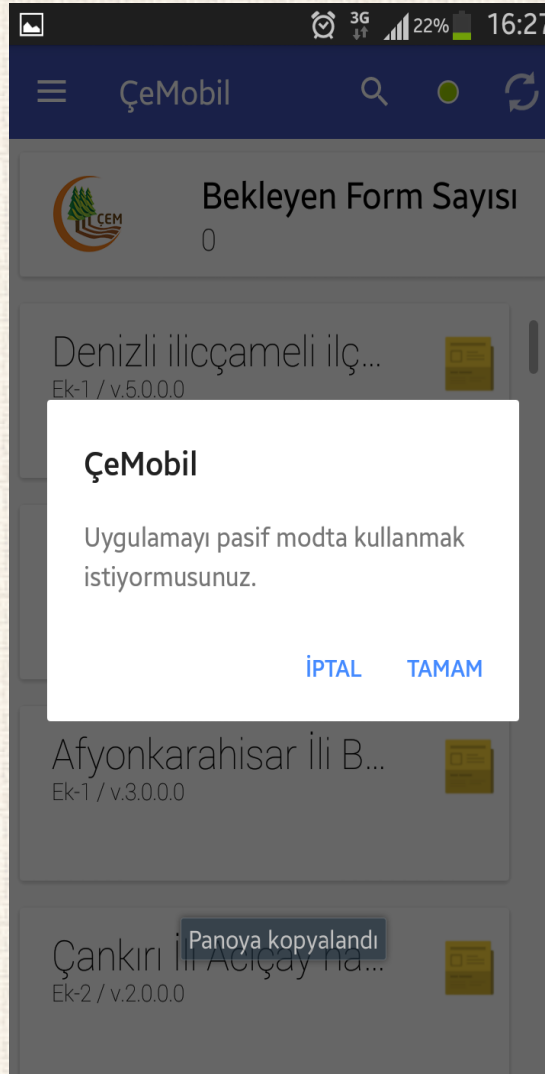 3G 22% 16:27
ÇeMobil
ÇEM
Bekleyen Form Sayısı
0
Denizli ilicçameli ilç...
Ek-1 / v.5.0.0.0
ÇeMobil
Uygulamayı pasif modta kullanmak
istiyormusunuz.
İPTAL TAMAM
Afyonkarahisar İli B...
Ek-1 / v.3.0.0.0
Panoya kopyalandı
Çankırı İli Acıçay ha...
Ek-2 / v.2.0.0.0